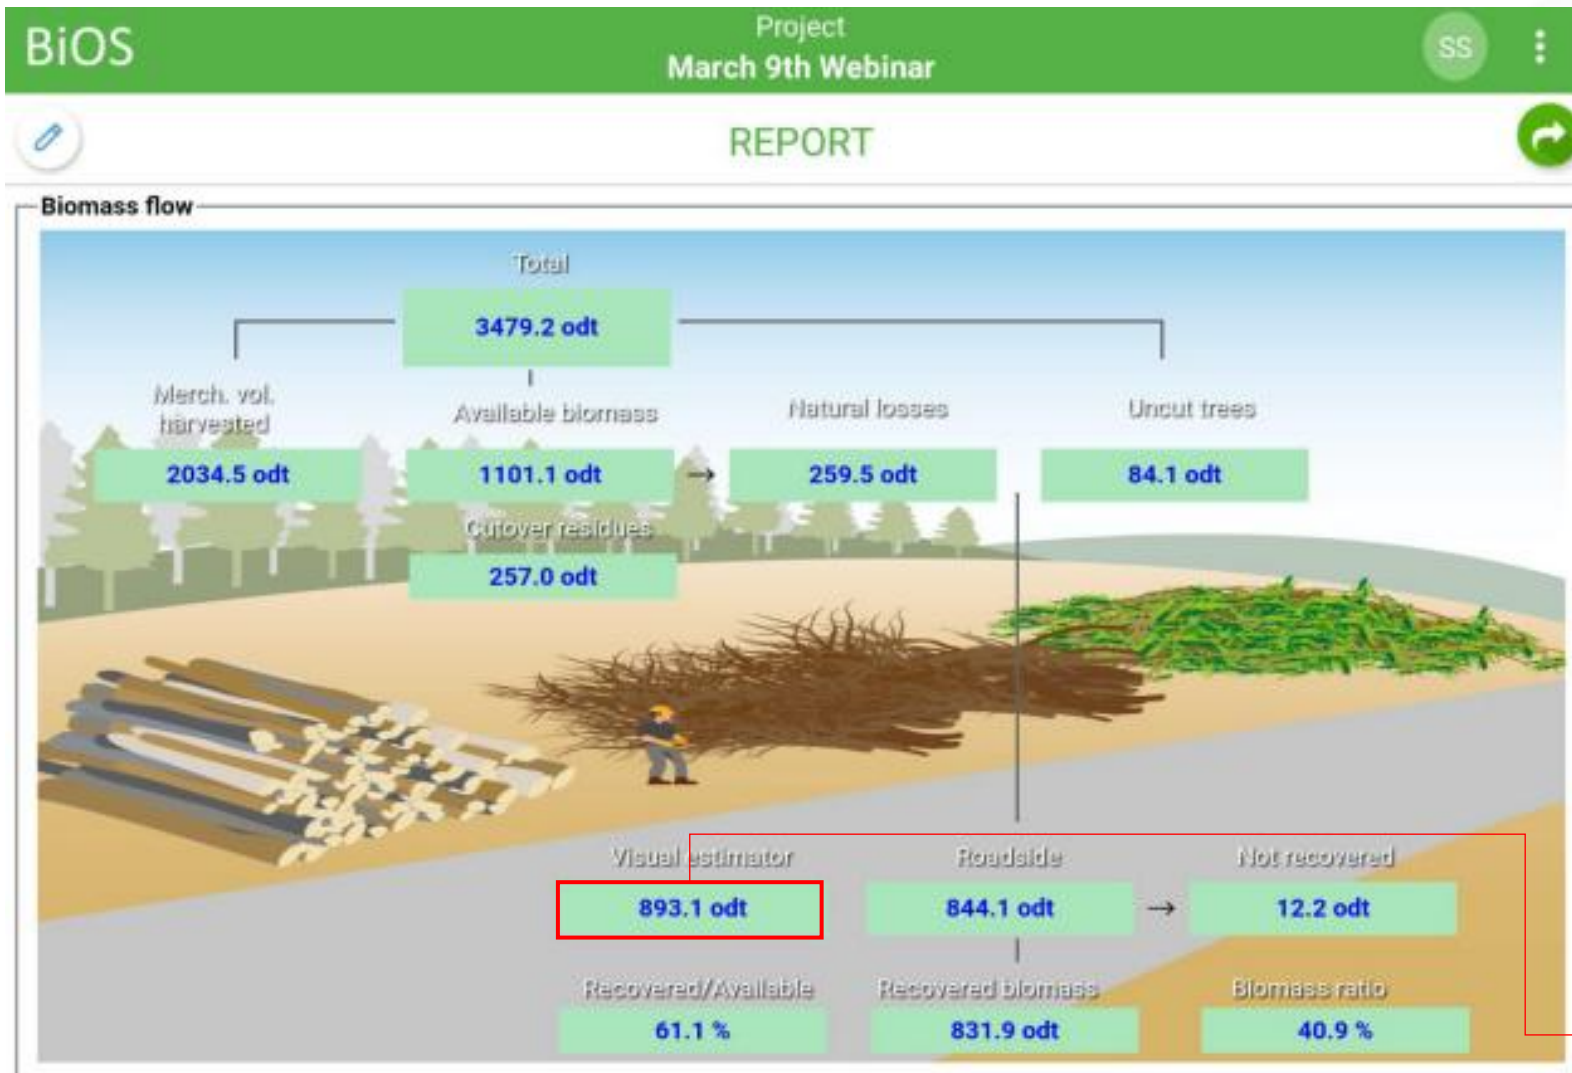 BiOS
Project
March 9th Webinar
SS
REPORT
Biomass flow
Total
3479.2 odt
Merch. vol.
harvested
Available biomass
Natural losses
Uncut trees
2034.5 odt
1101.1 odt
→
259.5 odt
84.1 odt
Cutover residues
257.0 odt
Visual estimator
Roadside
Not recovered
893.1 odt
844.1 odt
→
12.2 odt
Recovered/Available
Recovered biomass
Biomass ratio
61.1 %
831.9 odt
40.9 %